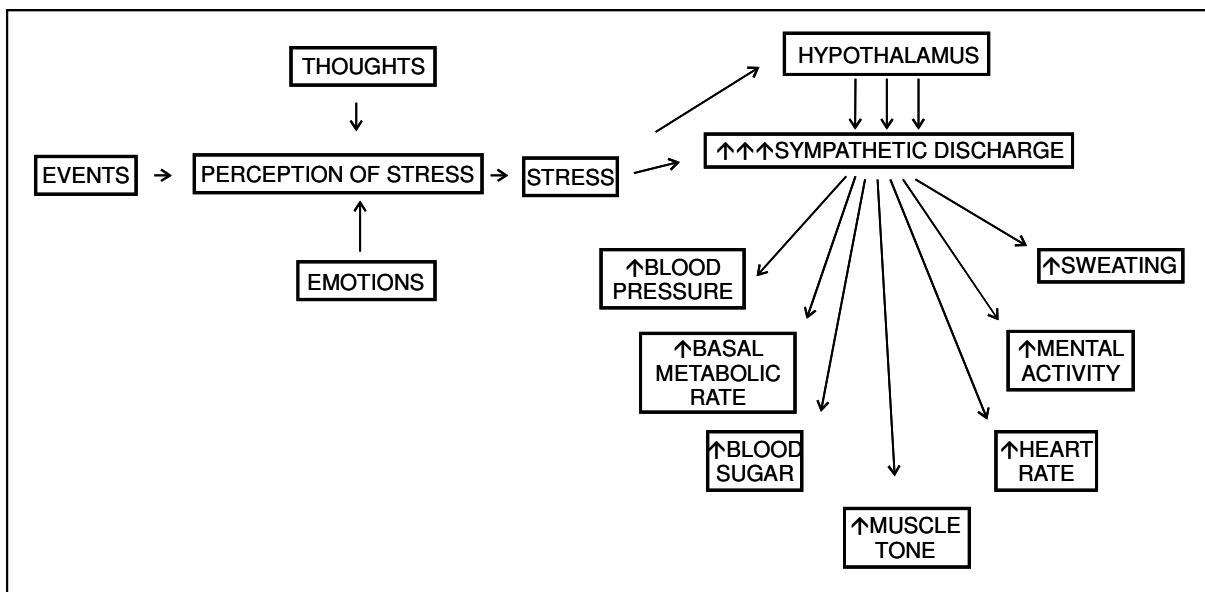 THOUGHTS
HYPOTHALAMUS
EVENTS
PERCEPTION OF STRESS
STRESS
↑↑↑SYMPATHETIC DISCHARGE
EMOTIONS
↑BLOOD
PRESSURE
↑SWEATING
↑BASAL
METABOLIC
RATE
↑MENTAL
ACTIVITY
↑BLOOD
SUGAR
↑HEART
RATE
↑MUSCLE
TONE